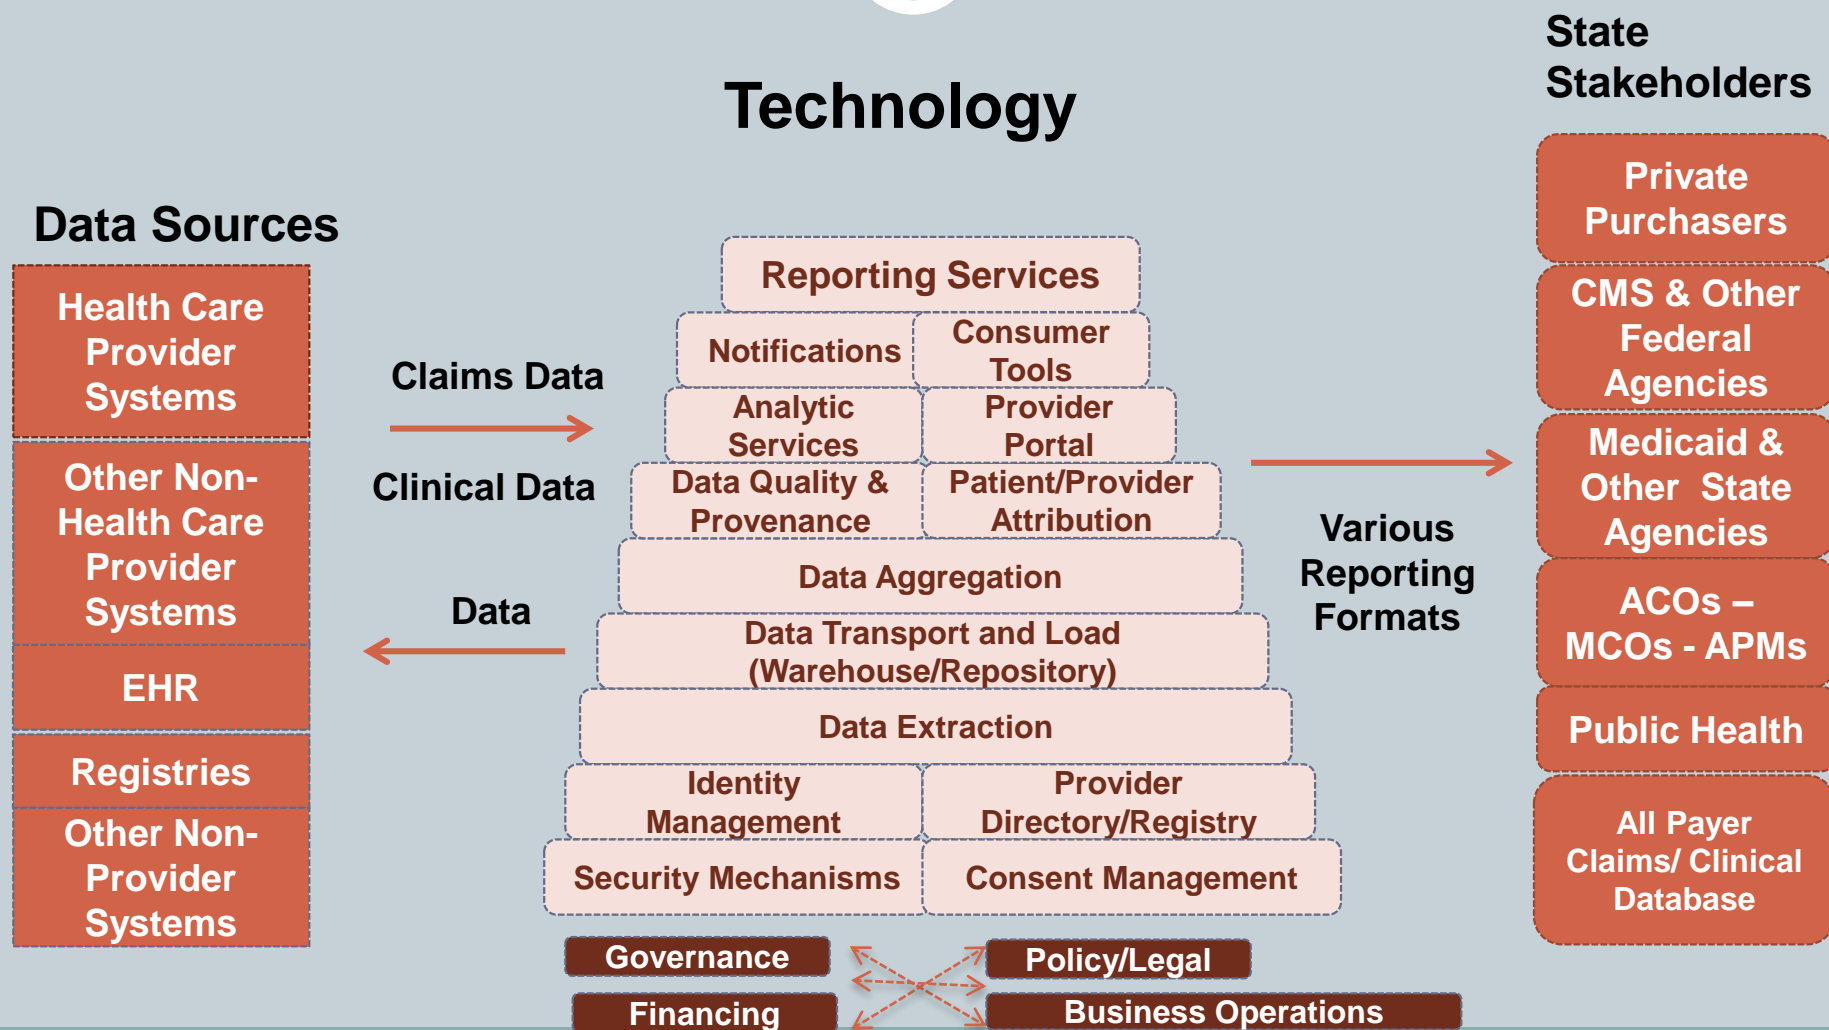 Technology
State
Stakeholders
Data Sources
Health Care
Provider
Systems
Other Non-
Health Care
Provider
Systems
EHR
Registries
Other Non-
Provider
Systems
Claims Data
Clinical Data
Data
Reporting Services
Notifications
Consumer
Tools
Analytic
Services
Provider
Portal
Data Quality &
Provenance
Patient/Provider
Attribution
Data Aggregation
Data Transport and Load
(Warehouse/Repository)
Data Extraction
Identity
Management
Provider
Directory/Registry
Security Mechanisms
Consent Management
Governance
Policy/Legal
Financing
Business Operations
Various
Reporting
Formats
Private
Purchasers
CMS & Other
Federal
Agencies
Medicaid &
Other State
Agencies
ACOs –
MCOs - APMs
Public Health
All Payer
Claims/ Clinical
Database